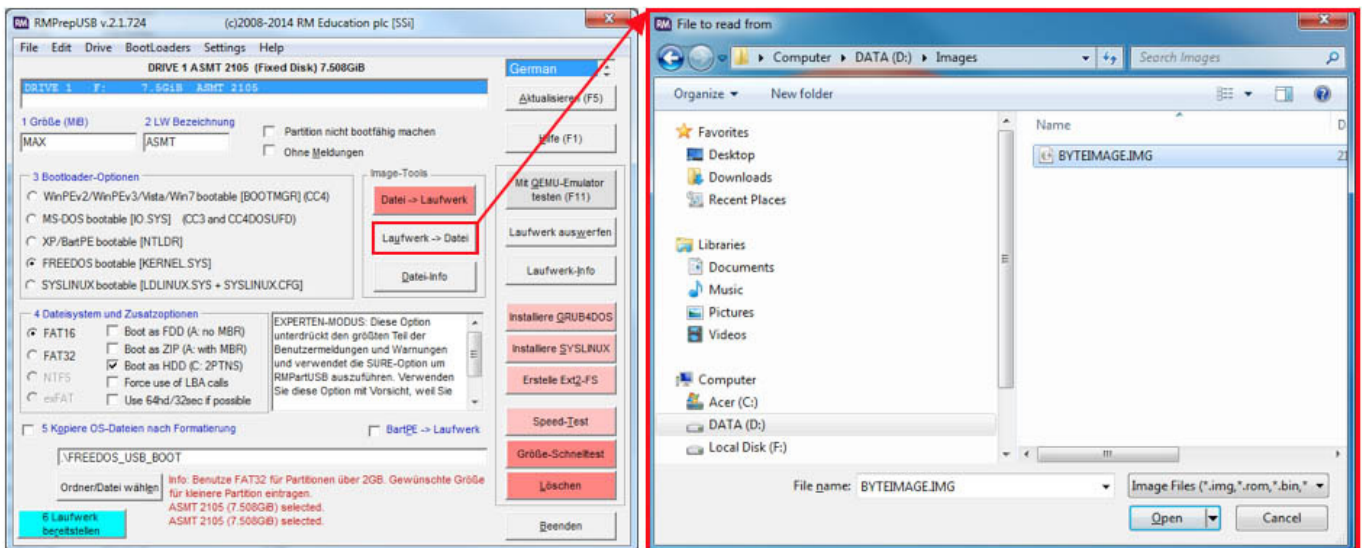 RMPrepUSB v.2.1.724 (c)2008-2014 RM Education plc [SSi]
File Edit Drive BootLoaders Settings Help
DRIVE 1 ASMT 2105 (Fixed Disk) 7.508GiB
German
DRIVE 1 F: 7.5GiB ASMT 2105
Aktualisieren (F5)
1 Größe (MiB) 2 LW Bezeichnung
MAX ASMT
Partition nicht bootfähig machen
Ohne Meldungen
Hilfe (F1)
3 Bootloader-Optionen
WinPEv2/WinPEv3/Vista/Win7 bootable [BOOTMGR] (CC4)
MS-DOS bootable [IO.SYS] (CC3 and CC4DOSUFD)
XP/BartPE bootable [NTLDR]
FREEDOS bootable [KERNEL.SYS]
SYSLINUX bootable [LDLINUX.SYS + SYSLINUX.CFG]
Image-Tools
Datei -> Laufwerk
Laufwerk -> Datei
Datei-Info
Mit QEMU-Emulator
testen (F11)
Laufwerk auswerfen
Laufwerk-Info
4 Dateisystem und Zusatzoptionen
FAT16
FAT32
NTFS
exFAT
Boot as FDD (A: no MBR)
Boot as ZIP (A: with MBR)
Boot as HDD (C: 2PTNS)
Force use of LBA calls
Use 64hd/32sec if possible
EXPERTEN-MODUS: Diese Option
unterdrückt den größten Teil der
Benutzermeldungen und Warnungen
und verwendet die SURE-Option um
RMPartUSB auszuführen. Verwenden
Sie diese Option mit Vorsicht, weil Sie
Installiere GRUB4DOS
Installiere SYSLINUX
Erstelle Ext2-FS
Speed-Test
Größe-Schnelltest
Löschen
Beenden
5 Kopiere OS-Dateien nach Formatierung
BartPE -> Laufwerk
.\FREEDOS_USB_BOOT
Ordner/Datei wählen
Info: Benutze FAT32 für Partitionen über 2GB. Gewünschte Größe
für kleinere Partition eintragen.
ASMT 2105 (7.508GiB) selected.
ASMT 2105 (7.508GiB) selected.
6 Laufwerk
bereitstellen
File to read from
Computer DATA (D:) Images
Search Images
Organize New folder
Favorites
Desktop
Downloads
Recent Places
Libraries
Documents
Music
Pictures
Videos
Computer
Acer (C:)
DATA (D:)
Local Disk (F:)
Name D
BYTEIMAGE.IMG 21
File name: BYTEIMAGE.IMG
Image Files (*.img,*.rom,*.bin,*
Open Cancel